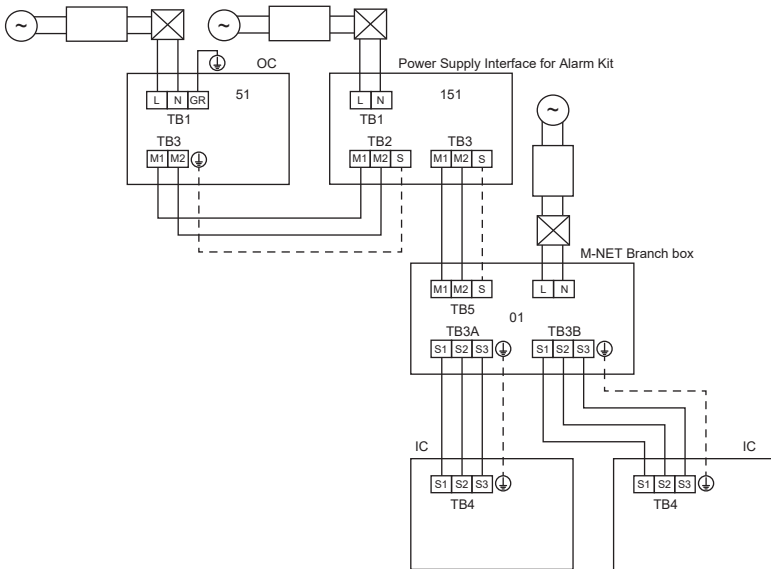 ~ ~
OC Power Supply Interface for Alarm Kit
L N GR 51 L N 151
TB1 TB1
~
TB3 TB2 TB3
M1 M2 M1 M2 S M1 M2 S
M-NET Branch box
M1 M2 S L N
TB5
01
TB3A TB3B
S1 S2 S3 S1 S2 S3
IC IC
S1 S2 S3 S1 S2 S3
TB4 TB4